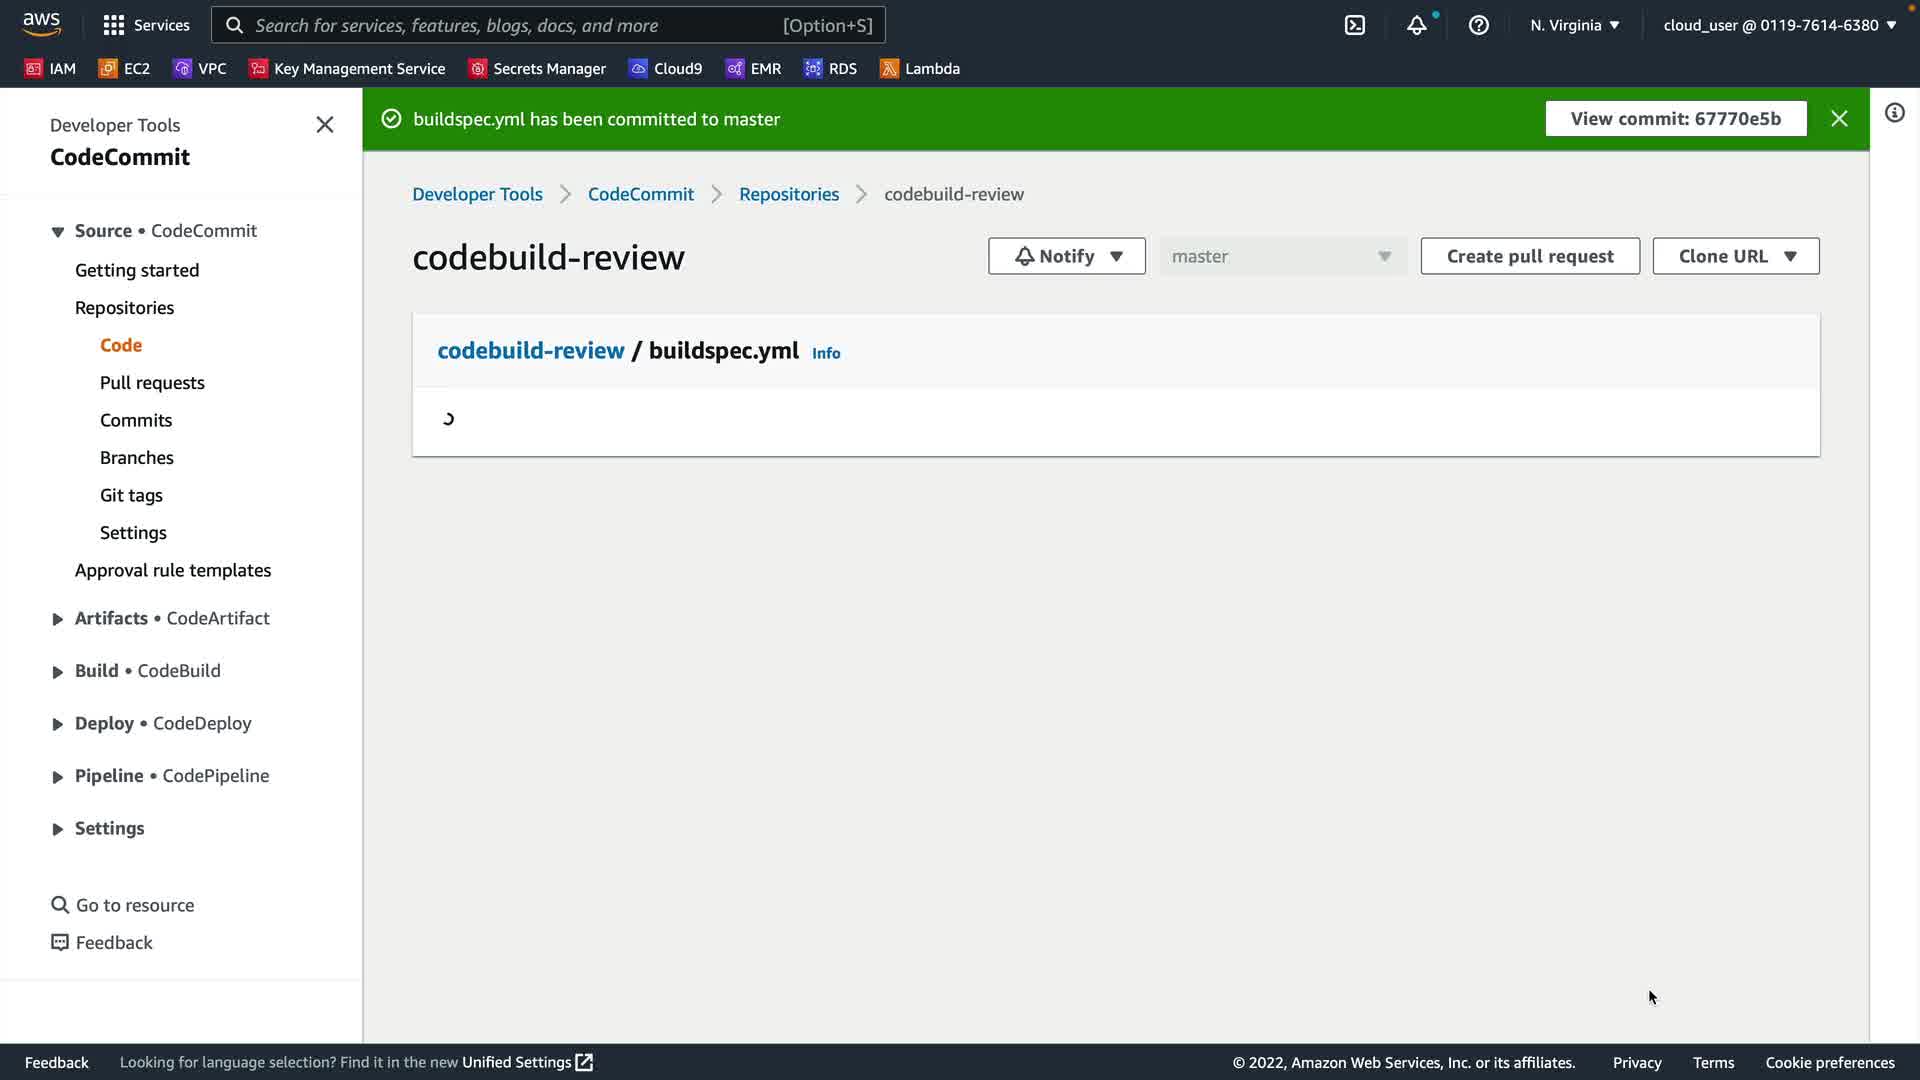 aws
Services
Search for services, features, blogs, docs, and more
[Option+S]
N. Virginia
cloud_user @ 0119-7614-6380
IAM
EC2
VPC
Key Management Service
Secrets Manager
Cloud9
EMR
RDS
Lambda
Developer Tools
CodeCommit
Source • CodeCommit
Getting started
Repositories
Code
Pull requests
Commits
Branches
Git tags
Settings
Approval rule templates
Artifacts • CodeArtifact
Build • CodeBuild
Deploy • CodeDeploy
Pipeline • CodePipeline
Settings
Go to resource
Feedback
buildspec.yml has been committed to master
View commit: 67770e5b
Developer Tools
CodeCommit
Repositories
codebuild-review
codebuild-review
Notify
master
Create pull request
Clone URL
codebuild-review / buildspec.yml Info
Feedback
Looking for language selection? Find it in the new Unified Settings
© 2022, Amazon Web Services, Inc. or its affiliates.
Privacy
Terms
Cookie preferences